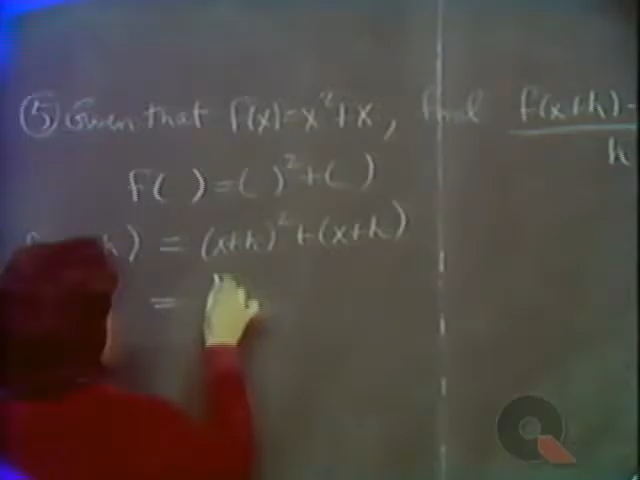 ⑤ Given that f(x)=x²+x, find f(x+h)-
h
f( )=( )²+( )
h) = (x+h)²+(x+h)
=